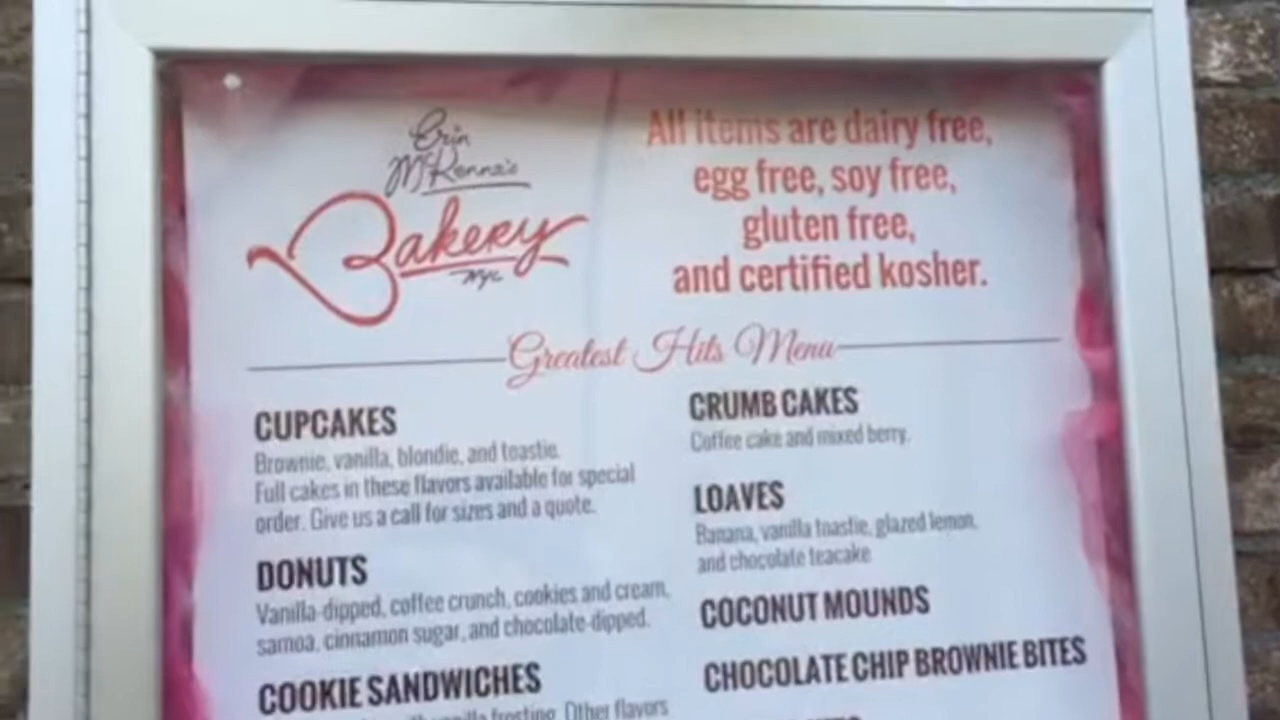 Erin
McKenna's
Bakery
NYC
All items are dairy free,
egg free, soy free,
gluten free,
and certified kosher.
Greatest Hits Menu
CUPCAKES
Brownie, vanilla, blondie, and toastie.
Full cakes in these flavors available for special
order. Give us a call for sizes and a quote.
DONUTS
Vanilla-dipped, coffee crunch, cookies and cream,
samoa, cinnamon sugar, and chocolate-dipped.
COOKIE SANDWICHES
vanilla frosting. Other flavors
CRUMB CAKES
Coffee cake and mixed berry.
LOAVES
Banana, vanilla toastie, glazed lemon,
and chocolate teacake.
COCONUT MOUNDS
CHOCOLATE CHIP BROWNIE BITES